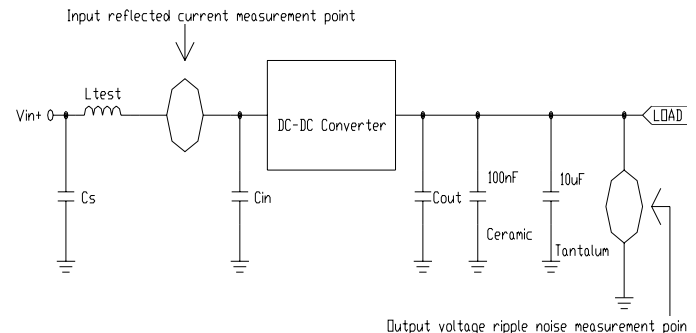 Input reflected current measurement point
Ltest
Vin+
DC-DC Converter
LOAD
Cs
Cin
Cout
100nF
Ceramic
10uF
Tantalum
Output voltage ripple noise measurement poin